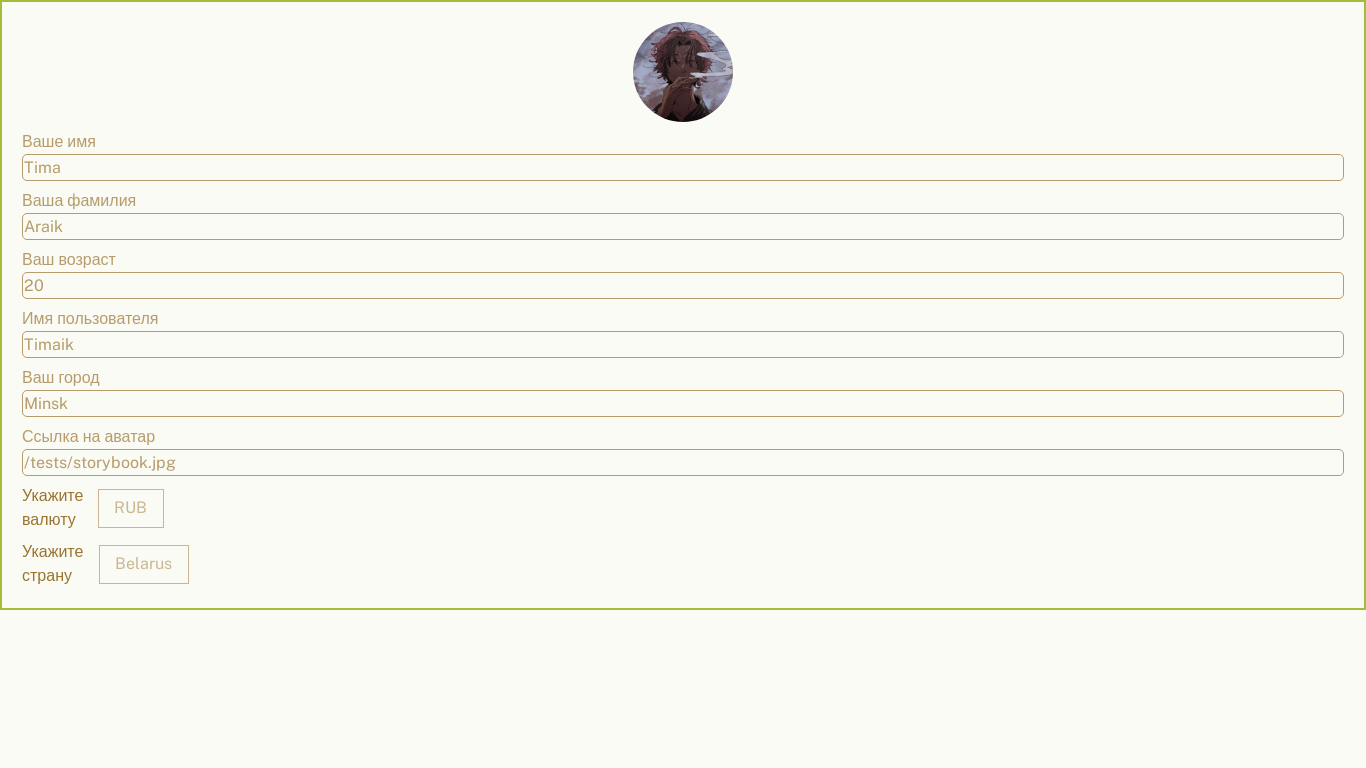 Ваше имя
Tima
Ваша фамилия
Araik
Ваш возраст
20
Имя пользователя
Timaik
Ваш город
Minsk
Ссылка на аватар
/tests/storybook.jpg
Укажите
валюту
RUB
Укажите
страну
Belarus